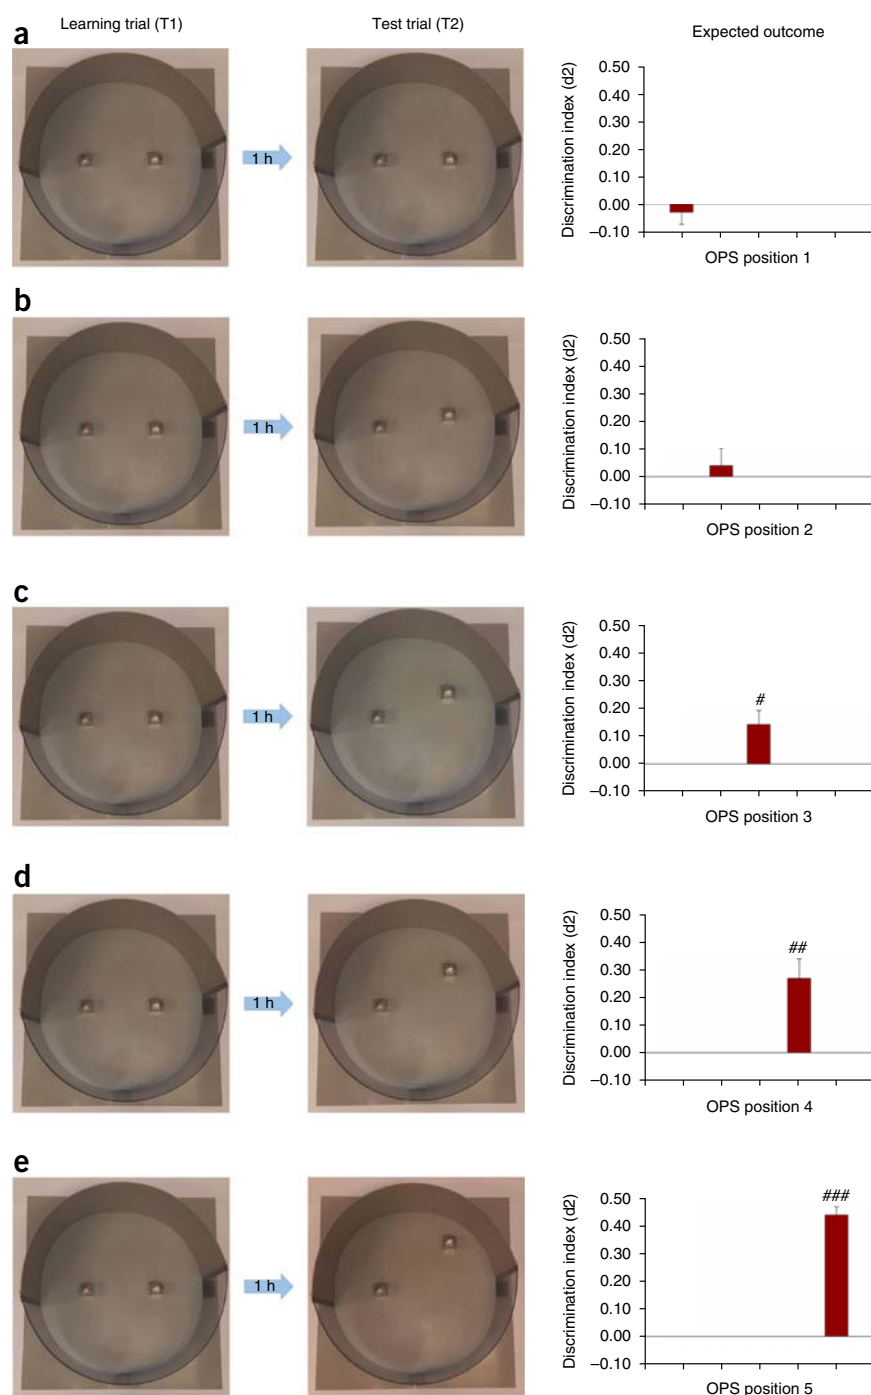 Learning trial (T1)
Test trial (T2)
Expected outcome
a
1 h
Discrimination index (d2)
0.50
0.40
0.30
0.20
0.10
0.00
–0.10
OPS position 1
b
1 h
Discrimination index (d2)
0.50
0.40
0.30
0.20
0.10
0.00
–0.10
OPS position 2
c
1 h
Discrimination index (d2)
0.50
0.40
0.30
0.20
0.10
0.00
–0.10
#
OPS position 3
d
1 h
Discrimination index (d2)
0.50
0.40
0.30
0.20
0.10
0.00
–0.10
##
OPS position 4
e
1 h
Discrimination index (d2)
0.50
0.40
0.30
0.20
0.10
0.00
–0.10
###
OPS position 5